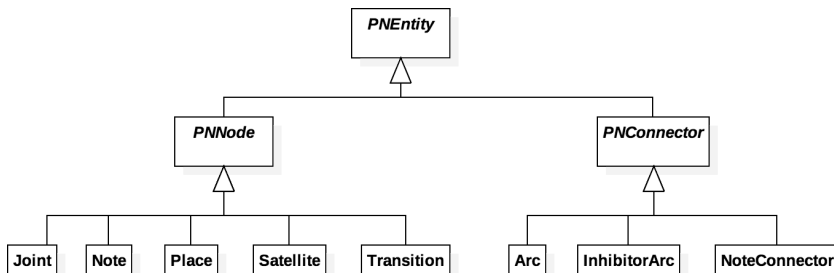 PNEntity
PNNode
PNConnector
Joint
Note
Place
Satellite
Transition
Arc
InhibitorArc
NoteConnector